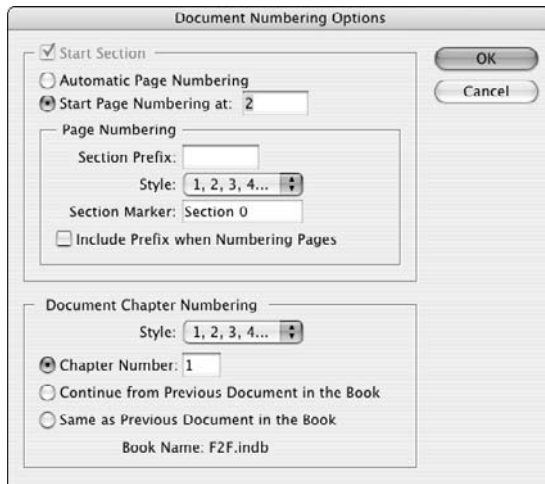 Document Numbering Options
Start Section
Automatic Page Numbering
Start Page Numbering at: 2
Page Numbering
Section Prefix:
Style: 1, 2, 3, 4...
Section Marker: Section 0
Include Prefix when Numbering Pages
OK
Cancel
Document Chapter Numbering
Style: 1, 2, 3, 4...
Chapter Number: 1
Continue from Previous Document in the Book
Same as Previous Document in the Book
Book Name: F2F.indb